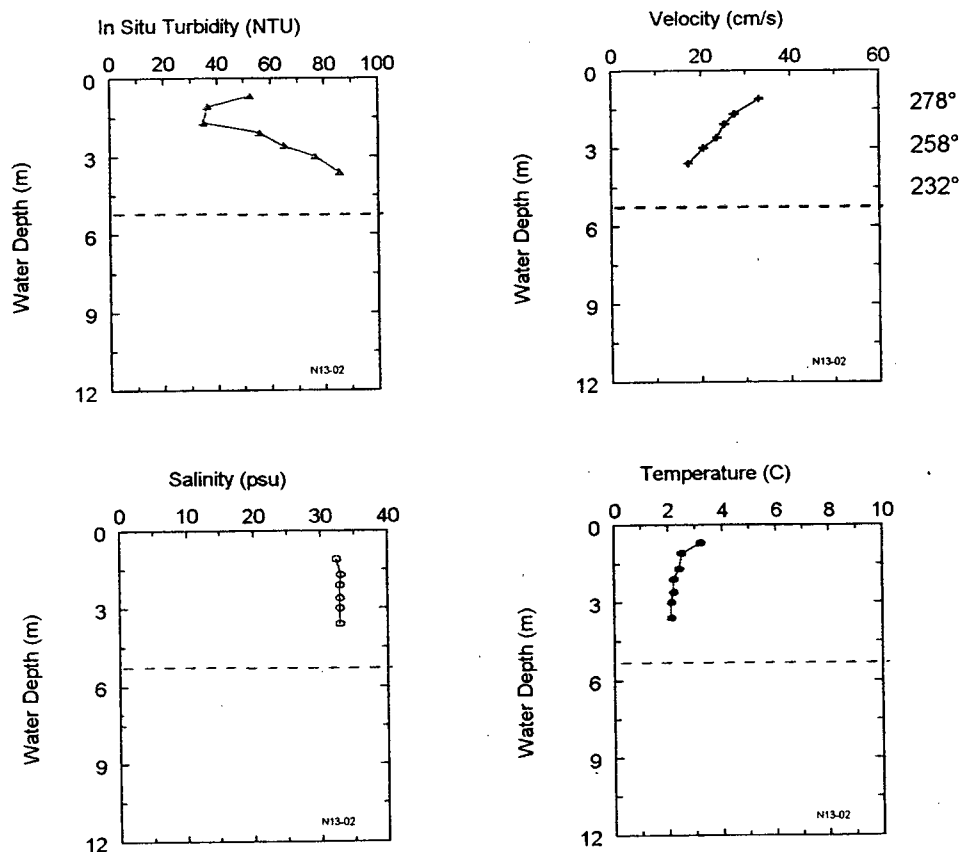 In Situ Turbidity (NTU)
0 20 40 60 80 100
0
3
6
9
12
Water Depth (m)
N13-02
Velocity (cm/s)
0 20 40 60
0
3
6
9
12
Water Depth (m)
278°
258°
232°
N13-02
Salinity (psu)
0 10 20 30 40
0
3
6
9
12
Water Depth (m)
N13-02
Temperature (C)
0 2 4 6 8 10
0
3
6
9
12
Water Depth (m)
N13-02